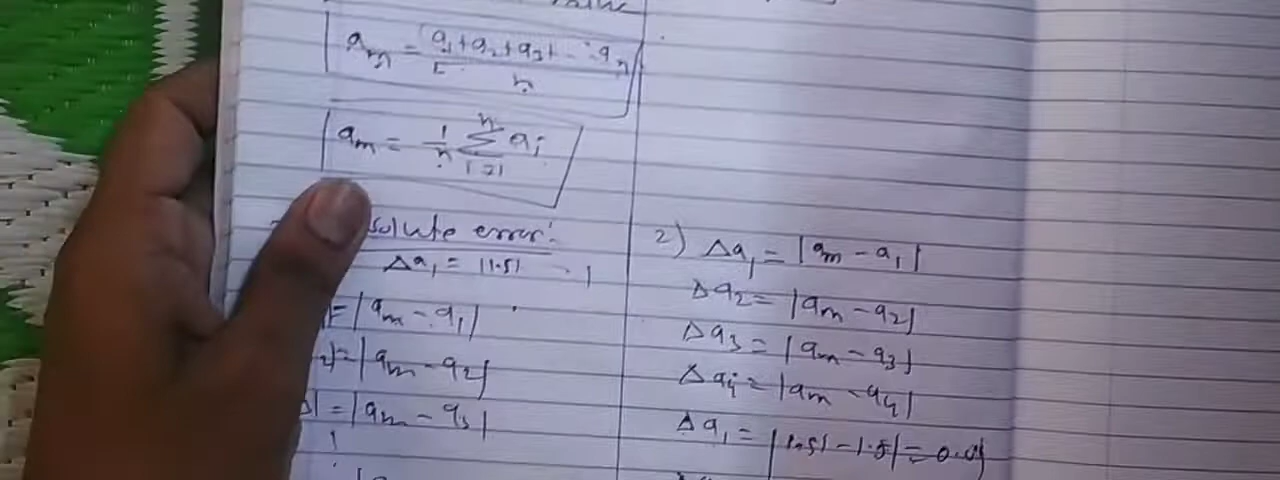 a_m = a_1 + a_2 + a_3 + - - a_n / n
a_m = 1/n Σ_{i=1}^{n} a_i
solute error:
Δa_1 = |1.51
= |a_m - a_1|
= |a_m - a_2|
| = |a_m - a_3|
2) Δa_1 = |a_m - a_1|
Δa_2 = |a_m - a_2|
Δa_3 = |a_m - a_3|
Δa_4 = |a_m - a_4|
Δa_1 = |1.51 - 1.5| = 0.01